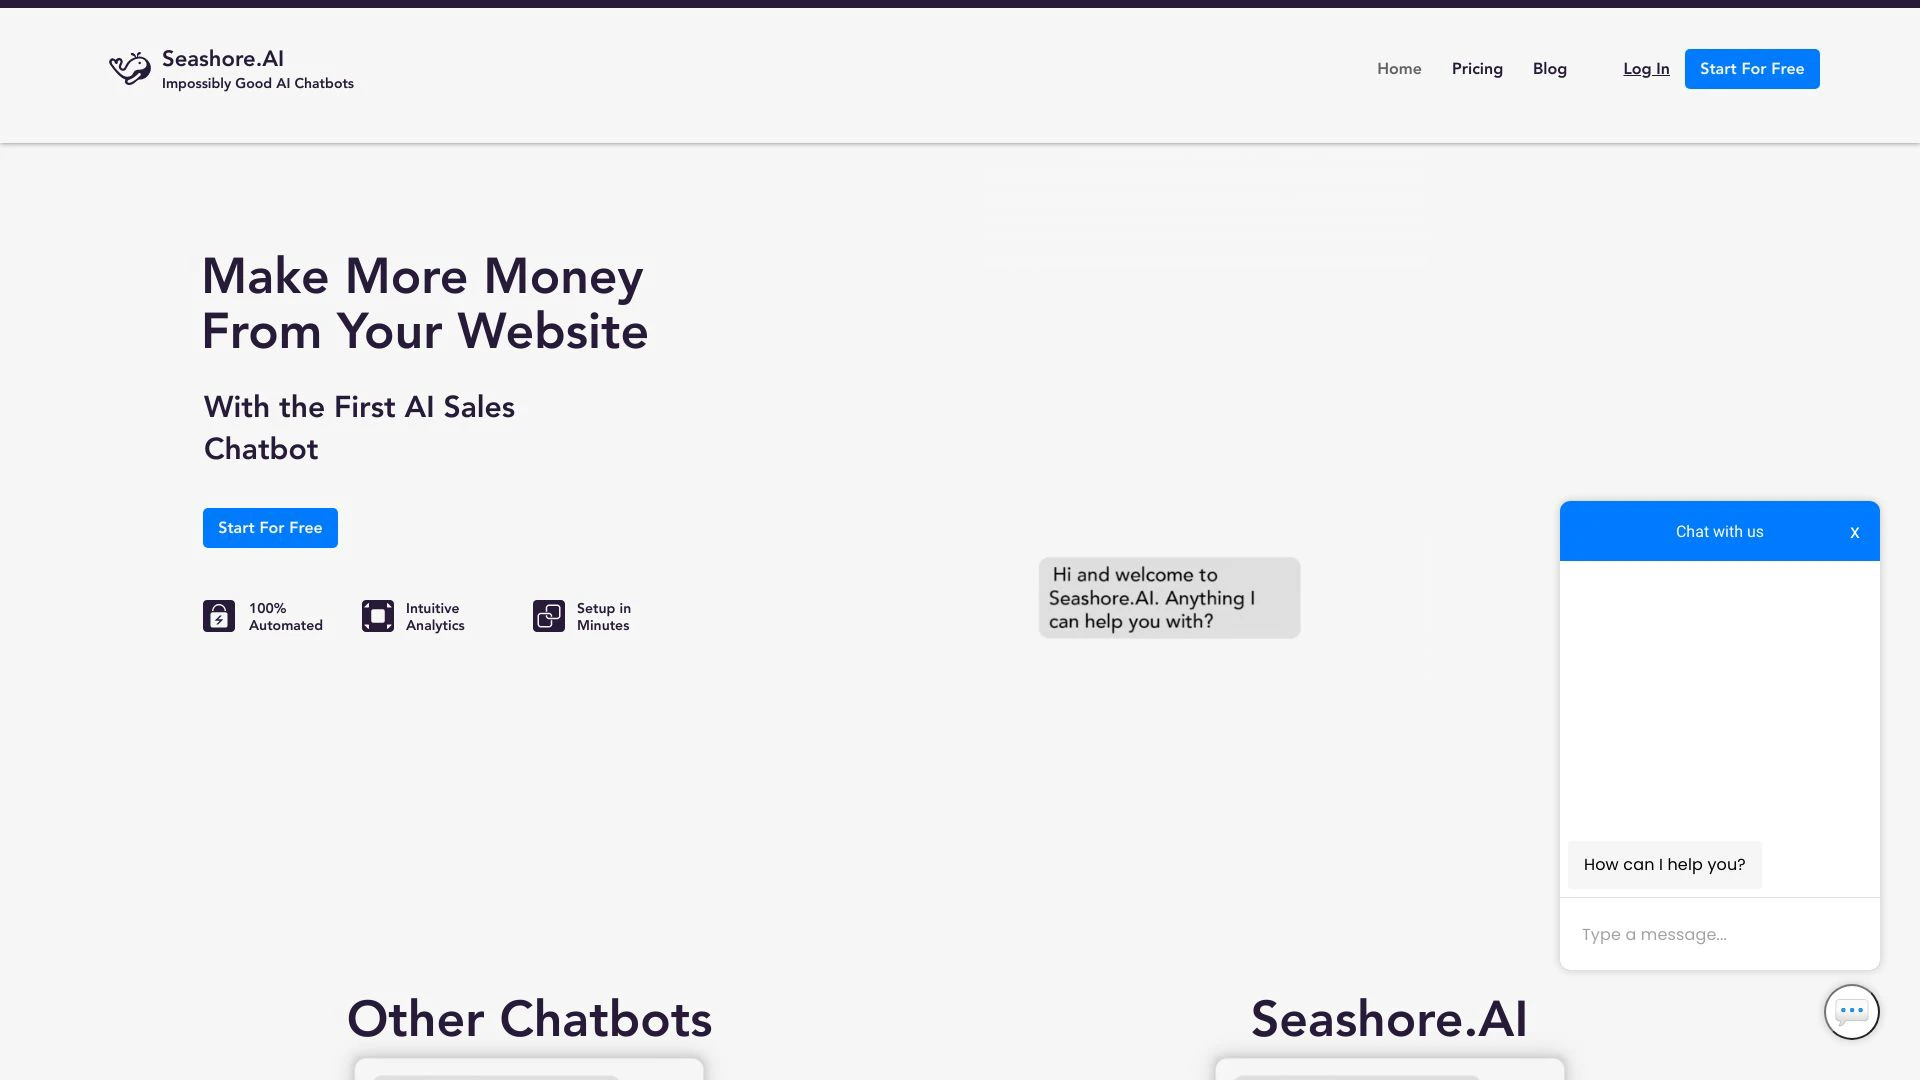 Seashore.AI
Impossibly Good AI Chatbots
Home
Pricing
Blog
Log In
Start For Free
Make More Money
From Your Website
With the First AI Sales
Chatbot
Start For Free
100%
Automated
Intuitive
Analytics
Setup in
Minutes
Hi and welcome to
Seashore.AI. Anything I
can help you with?
Chat with us
X
How can I help you?
Type a message...
Other Chatbots
Seashore.AI